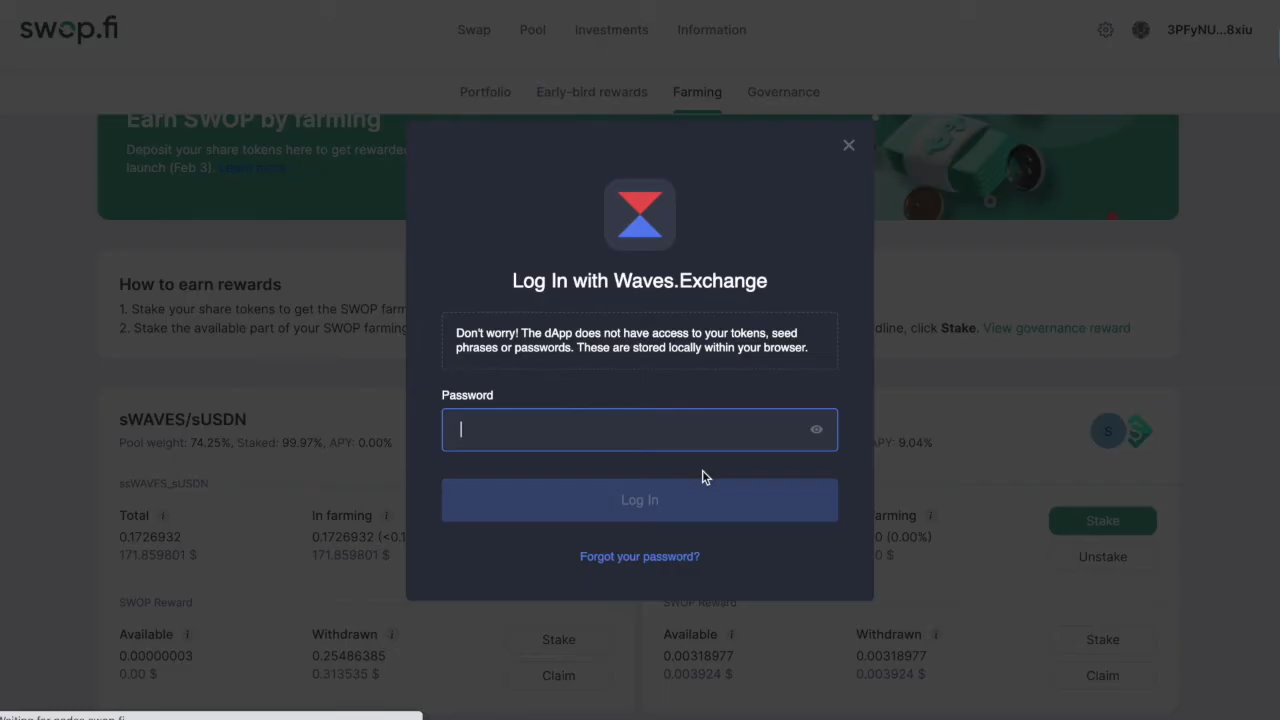 swop.fi
Swap Pool Investments Information
3PFyNU...8xiu
Portfolio Early-bird rewards Farming Governance
Earn SWOP by farming
Deposit your share tokens here to get rewarded
launch (Feb 3).
How to earn rewards
1. Stake your share tokens to get the SWOP farm
2. Stake the available part of your SWOP farming
dline, click Stake. View governance reward
Log In with Waves.Exchange
Don't worry! The dApp does not have access to your tokens, seed
phrases or passwords. These are stored locally within your browser.
Password
Log In
Forgot your password?
sWAVES/sUSDN
Pool weight: 74.25%, Staked: 99.97%, APY: 0.00%
ssWAVES_sUSDN
Total i In farming i
0.1726932 0.1726932 (<0.1
171.859801 $ 171.859801 $
SWOP Reward
Available i Withdrawn i
0.00000003 0.25486385
0.00 $ 0.313535 $
Stake
Claim
APY: 9.04%
S
farming i
0 (0.00%)
Stake
Unstake
SWOP Reward
Available i Withdrawn i
0.00318977 0.00318977
0.003924 $ 0.003924 $
Stake
Claim